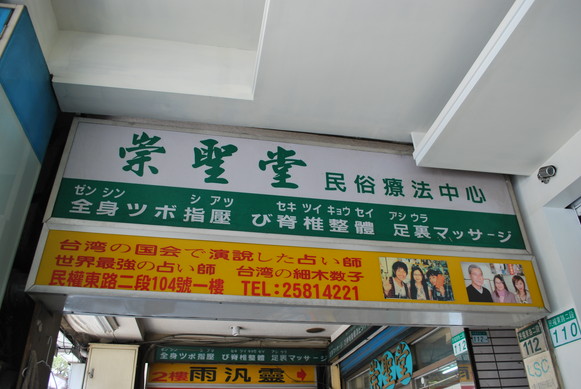 崇聖堂 民俗療法中心
ゼン シン シ アツ セキ ツイ キョウ セイ アシ ウラ
全身ツボ指壓 び脊椎整體 足裏マッサージ
台湾の国会で演説した占い師
世界最強の占い師 台湾の細木数子
民權東路二段104號一樓 TEL:25814221
全身ツボ指壓 び脊椎整體 足裏マッサージ
2樓 雨汎靈
112
112
110